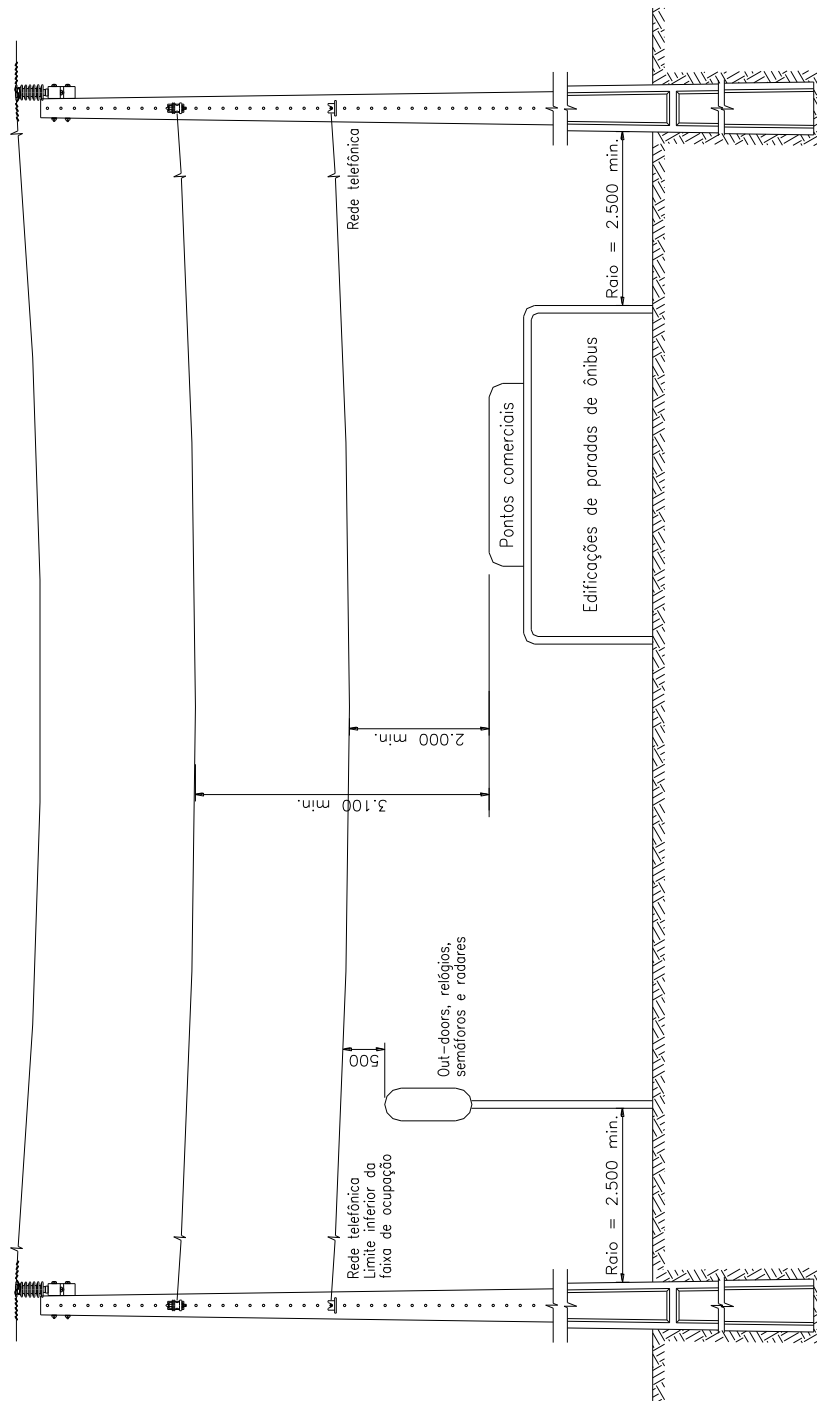 Rede telefônica
Limite inferior da
faixa de ocupação
Raio = 2.500 min.
500
Out-doors, relógios,
semáforos e radares
3.100 min.
2.000 min.
Pontos comerciais
Edificações de paradas de ônibus
Rede telefônica
Raio = 2.500 min.